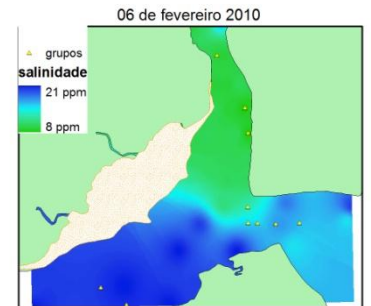 06 de fevereiro 2010
grupos
salinidade
21 ppm
8 ppm